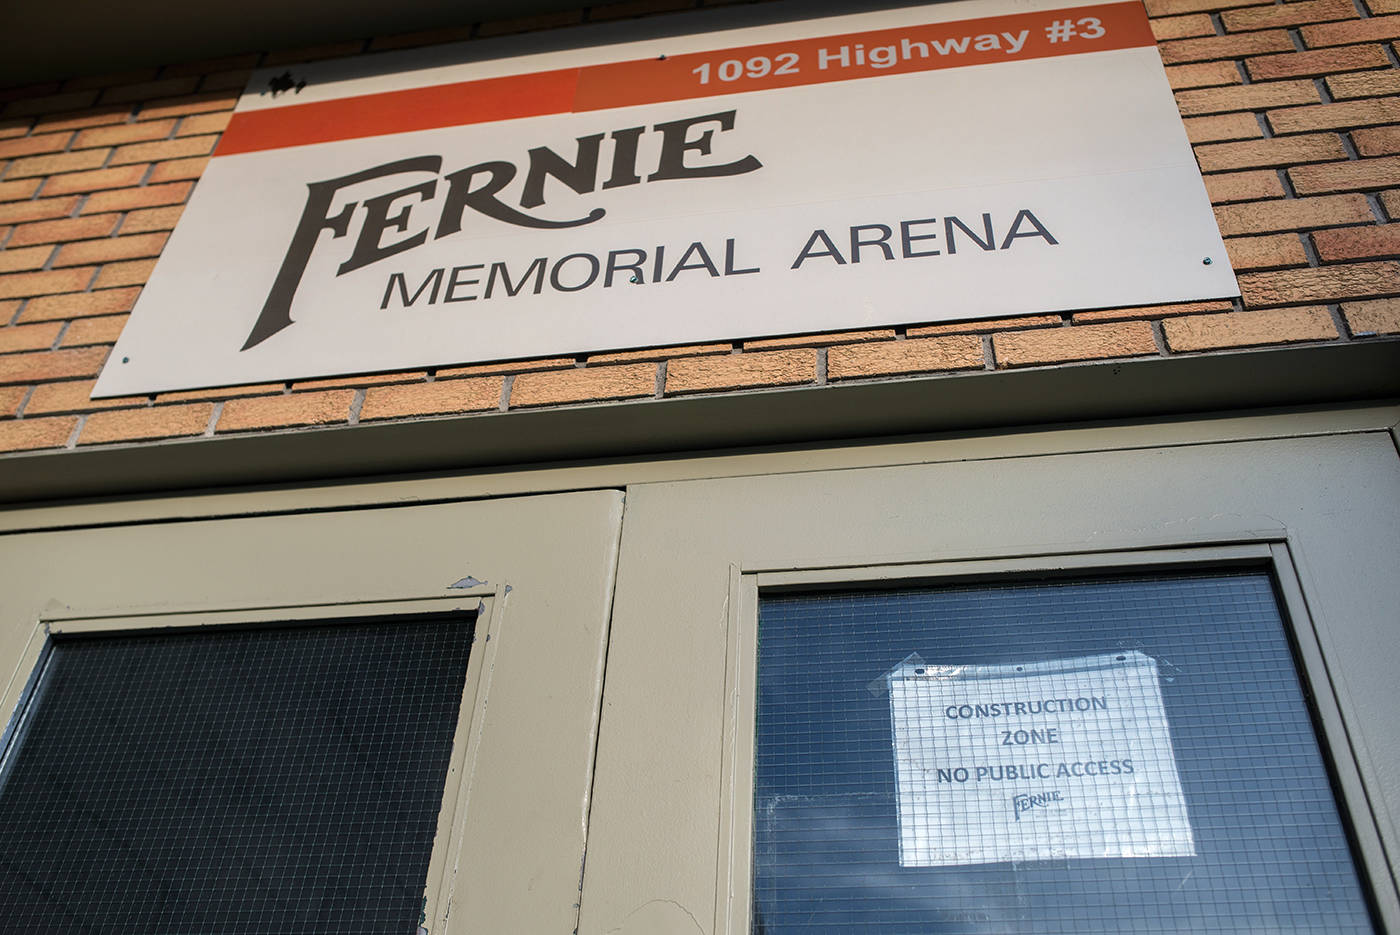 1092 Highway #3
FERNIE
MEMORIAL ARENA
CONSTRUCTION
ZONE
NO PUBLIC ACCESS
FERNIE